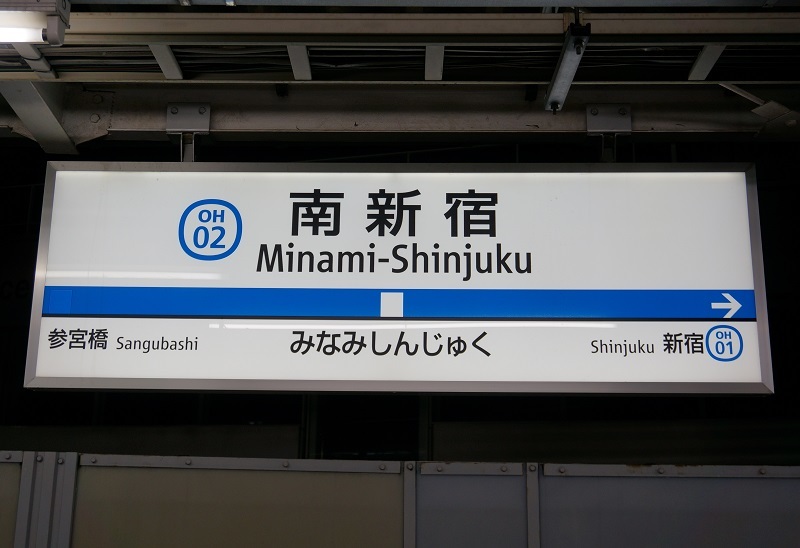 OH
02
南新宿
Minami-Shinjuku
参宮橋 Sangubashi
みなみしんじゅく
Shinjuku 新宿
OH
01